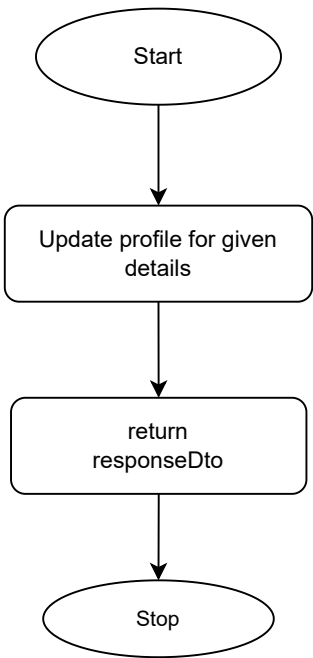 Start
Update profile for given
details
return
responseDto
Stop